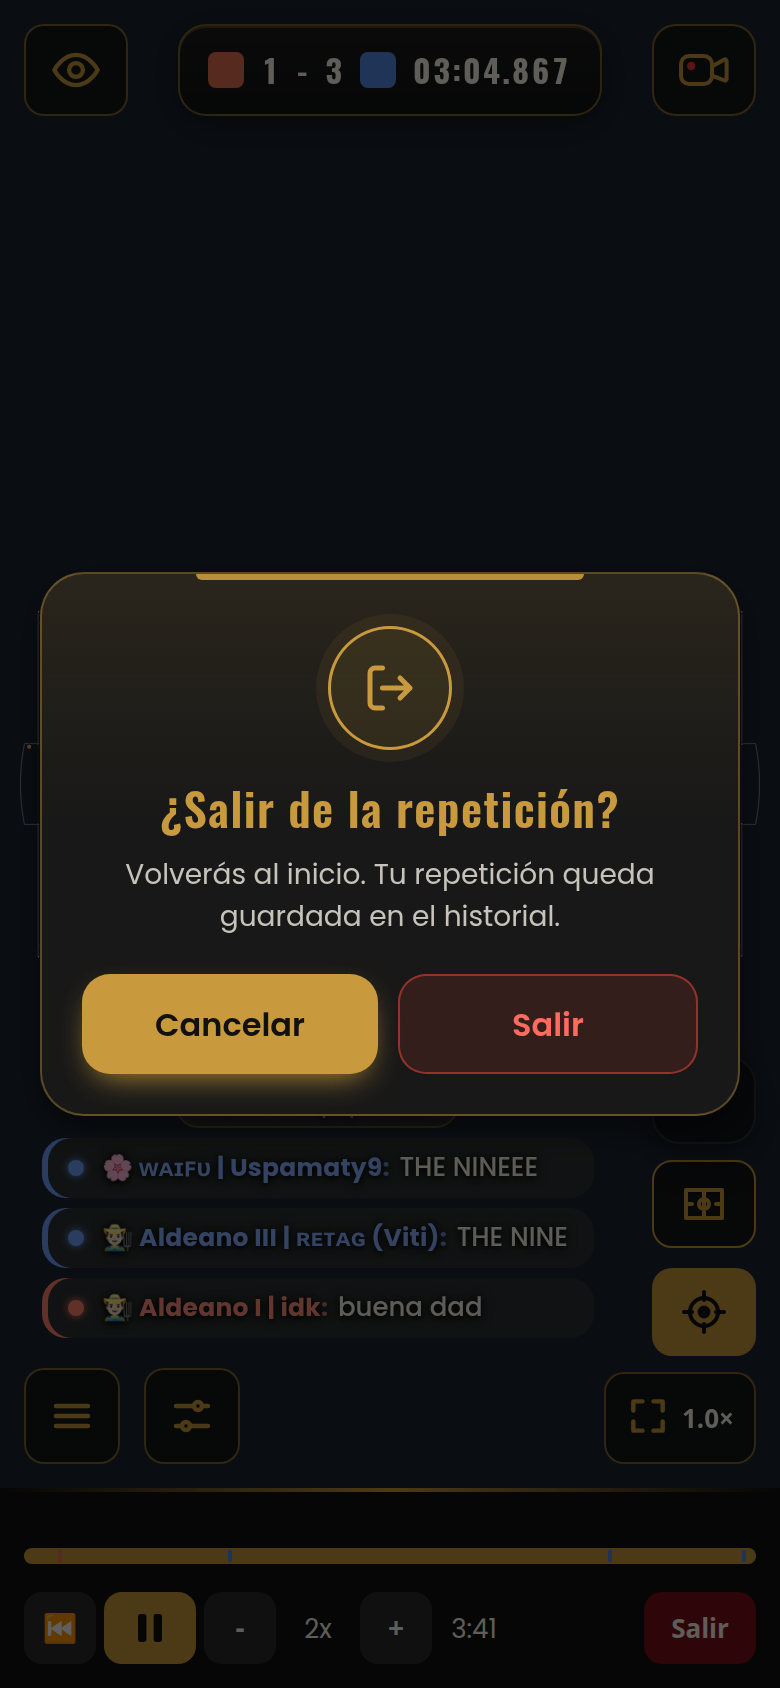 1 - 3 03:04.867
¿Salir de la repetición?
Volverás al inicio. Tu repetición queda
guardada en el historial.
Cancelar Salir
🌸 ᴡᴀɪꜰᴜ | Uspamaty9: THE NINEEE
👨‍🌾 Aldeano III | ʀᴇᴛᴀɢ (Viti): THE NINE
👨‍🌾 Aldeano I | idk: buena dad
1.0×
- 2x + 3:41 Salir